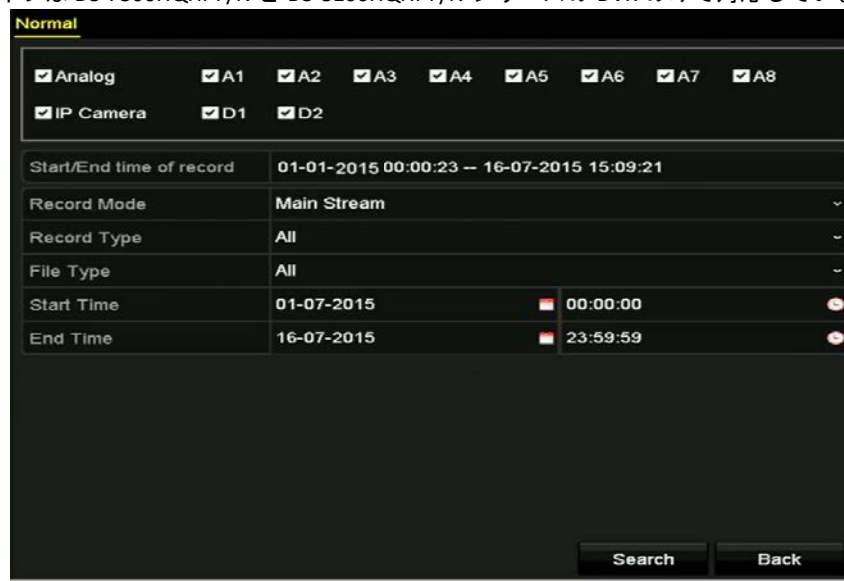 Normal
Analog A1 A2 A3 A4 A5 A6 A7 A8
IP Camera D1 D2
Start/End time of record 01-01-2015 00:00:23 -- 16-07-2015 15:09:21
Record Mode Main Stream
Record Type All
File Type All
Start Time 01-07-2015 00:00:00
End Time 16-07-2015 23:59:59
Search Back